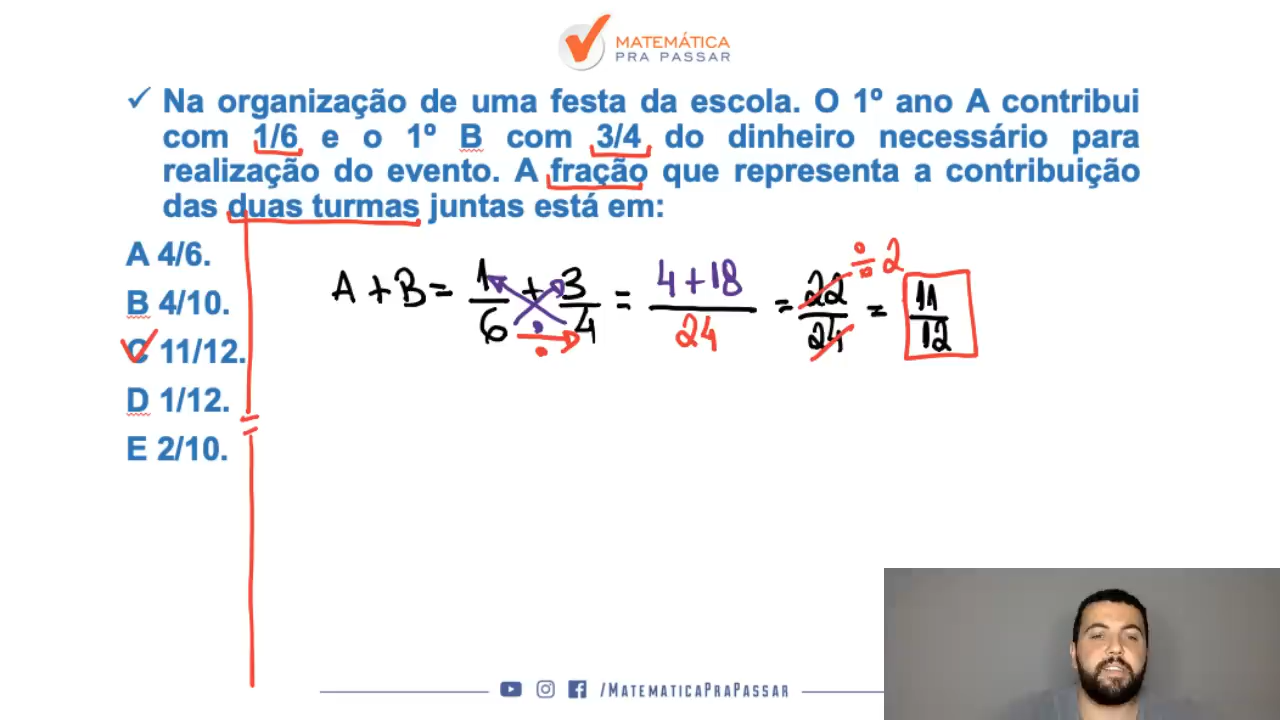 MATEMÁTICA
PRA PASSAR
✓ Na organização de uma festa da escola. O 1º ano A contribui
com 1/6 e o 1º B com 3/4 do dinheiro necessário para
realização do evento. A fração que representa a contribuição
das duas turmas juntas está em:
A 4/6.
B 4/10.
C 11/12.
D 1/12.
E 2/10.
A + B = 1/6 + 3/4 = 4 + 18/24 = 22/24 ÷ 2 = 11/12
/MATEMATICAPRAPASSAR